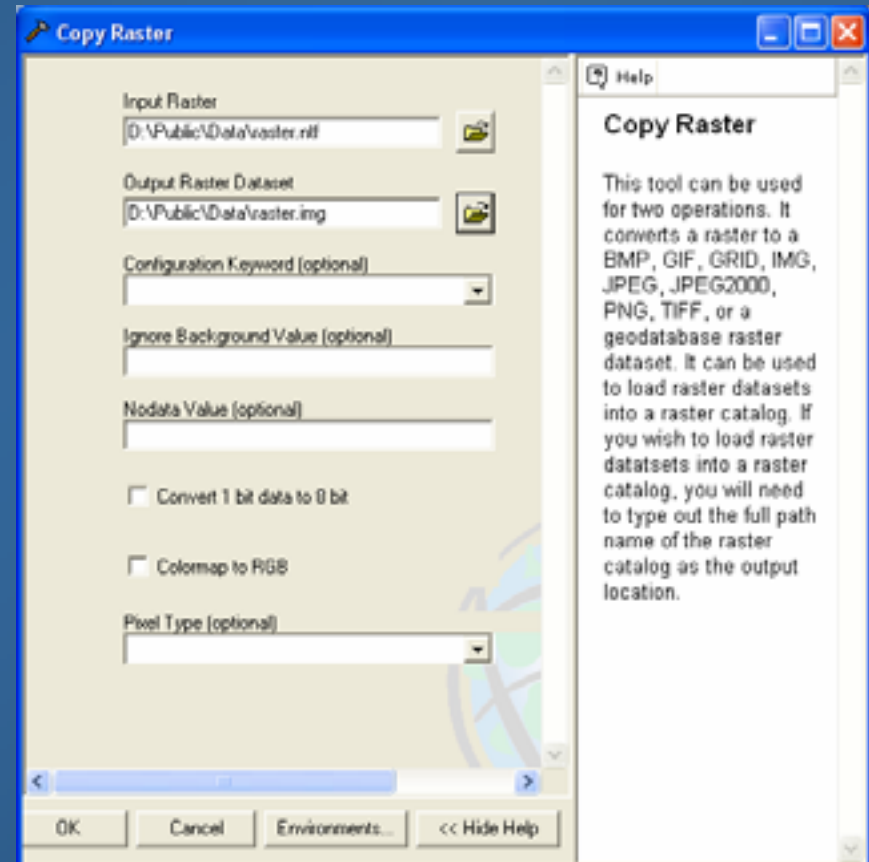 Copy Raster
Input Raster
D:\Public\Data\raster.ntf
Output Raster Dataset
D:\Public\Data\raster.img
Configuration Keyword (optional)
Ignore Background Value (optional)
Nodata Value (optional)
Convert 1 bit data to 8 bit
Colormap to RGB
Pixel Type (optional)
OK
Cancel
Environments...
<< Hide Help
Help
Copy Raster
This tool can be used
for two operations. It
converts a raster to a
BMP, GIF, GRID, IMG,
JPEG, JPEG2000,
PNG, TIFF, or a
geodatabase raster
dataset. It can be used
to load raster datasets
into a raster catalog. If
you wish to load raster
datatsets into a raster
catalog, you will need
to type out the full path
name of the raster
catalog as the output
location.